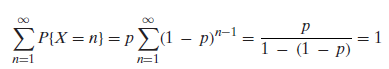 ∞∑n=1 P{X = n} = p ∞∑n=1 (1 − p)ⁿ⁻¹ = p / (1 − (1 − p)) = 1